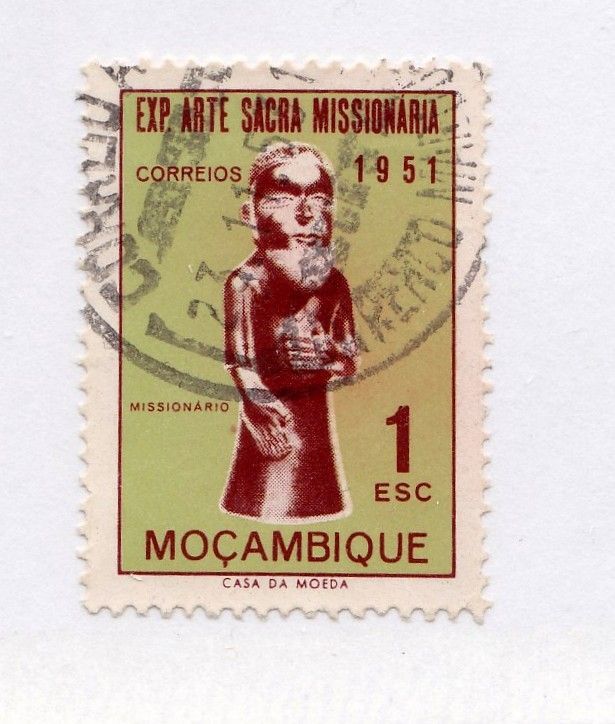 EXP. ARTE SACRA MISSIONÁRIA
CORREIOS 1951
MISSIONÁRIO
1
ESC
MOÇAMBIQUE
CASA DA MOEDA